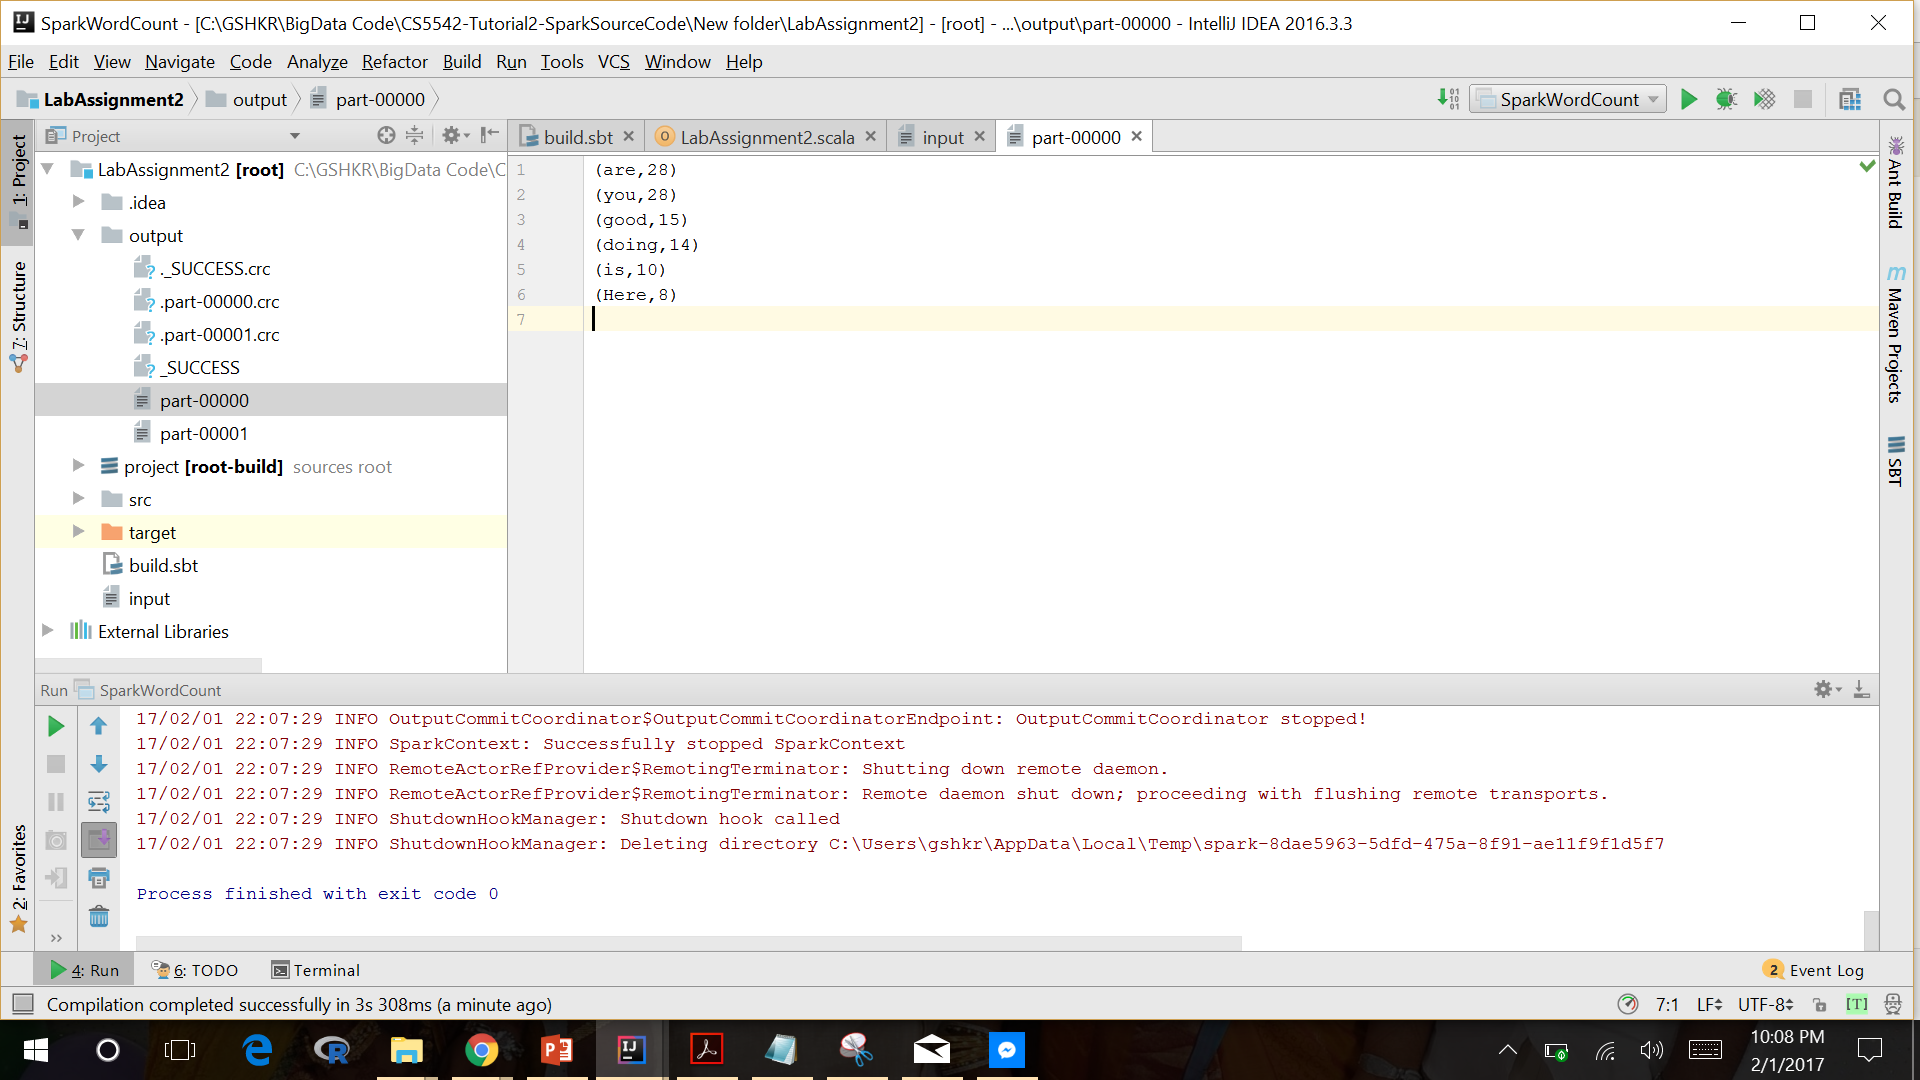 SparkWordCount - [C:\GSHKR\BigData Code\CS5542-Tutorial2-SparkSourceCode\New folder\LabAssignment2] - [root] - ...\output\part-00000 - IntelliJ IDEA 2016.3.3
File Edit View Navigate Code Analyze Refactor Build Run Tools VCS Window Help
LabAssignment2 output part-00000 SparkWordCount
Project
build.sbt LabAssignment2.scala input part-00000
1: Project
7: Structure
2: Favorites
LabAssignment2 [root] C:\GSHKR\BigData Code\C
.idea
output
._SUCCESS.crc
.part-00000.crc
.part-00001.crc
_SUCCESS
part-00000
part-00001
project [root-build] sources root
src
target
build.sbt
input
External Libraries
1 (are,28)
2 (you,28)
3 (good,15)
4 (doing,14)
5 (is,10)
6 (Here,8)
7
Ant Build
m Maven Projects
SBT
Run SparkWordCount
17/02/01 22:07:29 INFO OutputCommitCoordinator$OutputCommitCoordinatorEndpoint: OutputCommitCoordinator stopped!
17/02/01 22:07:29 INFO SparkContext: Successfully stopped SparkContext
17/02/01 22:07:29 INFO RemoteActorRefProvider$RemotingTerminator: Shutting down remote daemon.
17/02/01 22:07:29 INFO RemoteActorRefProvider$RemotingTerminator: Remote daemon shut down; proceeding with flushing remote transports.
17/02/01 22:07:29 INFO ShutdownHookManager: Shutdown hook called
17/02/01 22:07:29 INFO ShutdownHookManager: Deleting directory C:\Users\gshkr\AppData\Local\Temp\spark-8dae5963-5dfd-475a-8f91-ae11f9f1d5f7
Process finished with exit code 0
4: Run 6: TODO Terminal 2 Event Log
Compilation completed successfully in 3s 308ms (a minute ago) 7:1 LF UTF-8 [T]
10:08 PM
2/1/2017